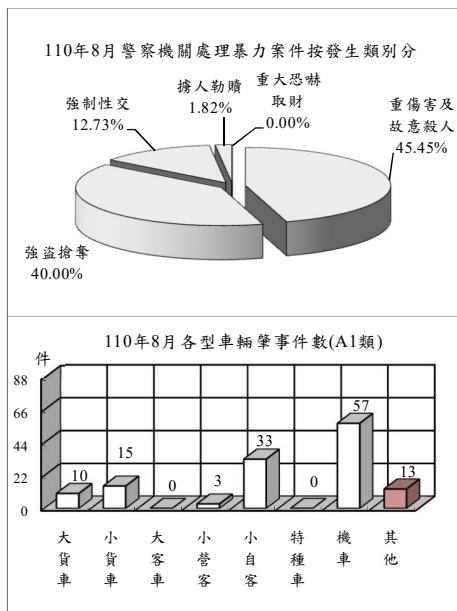 110年8月警察機關處理暴力案件按發生類別分
重大恐嚇
取財
0.00%
擄人勒贖
1.82%
強制性交
12.73%
重傷害及
故意殺人
45.45%
強盜搶奪
40.00%
110年8月各型車輛肇事件數(A1類)
件
88
66
44
22
0
10
15
0
3
33
0
57
13
大貨車
小貨車
大客車
小營客
小自客
特種車
機車
其他